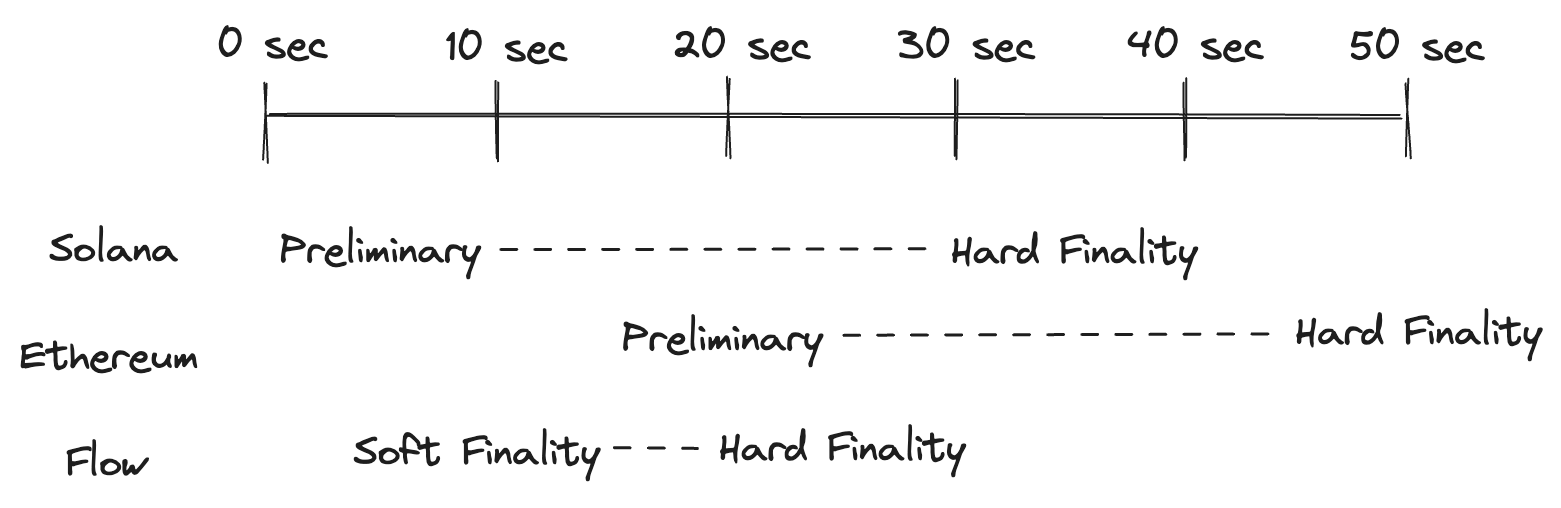 0 sec 10 sec 20 sec 30 sec 40 sec 50 sec
Solana Preliminary Hard Finality
Ethereum Preliminary Hard Finality
Flow Soft Finality Hard Finality